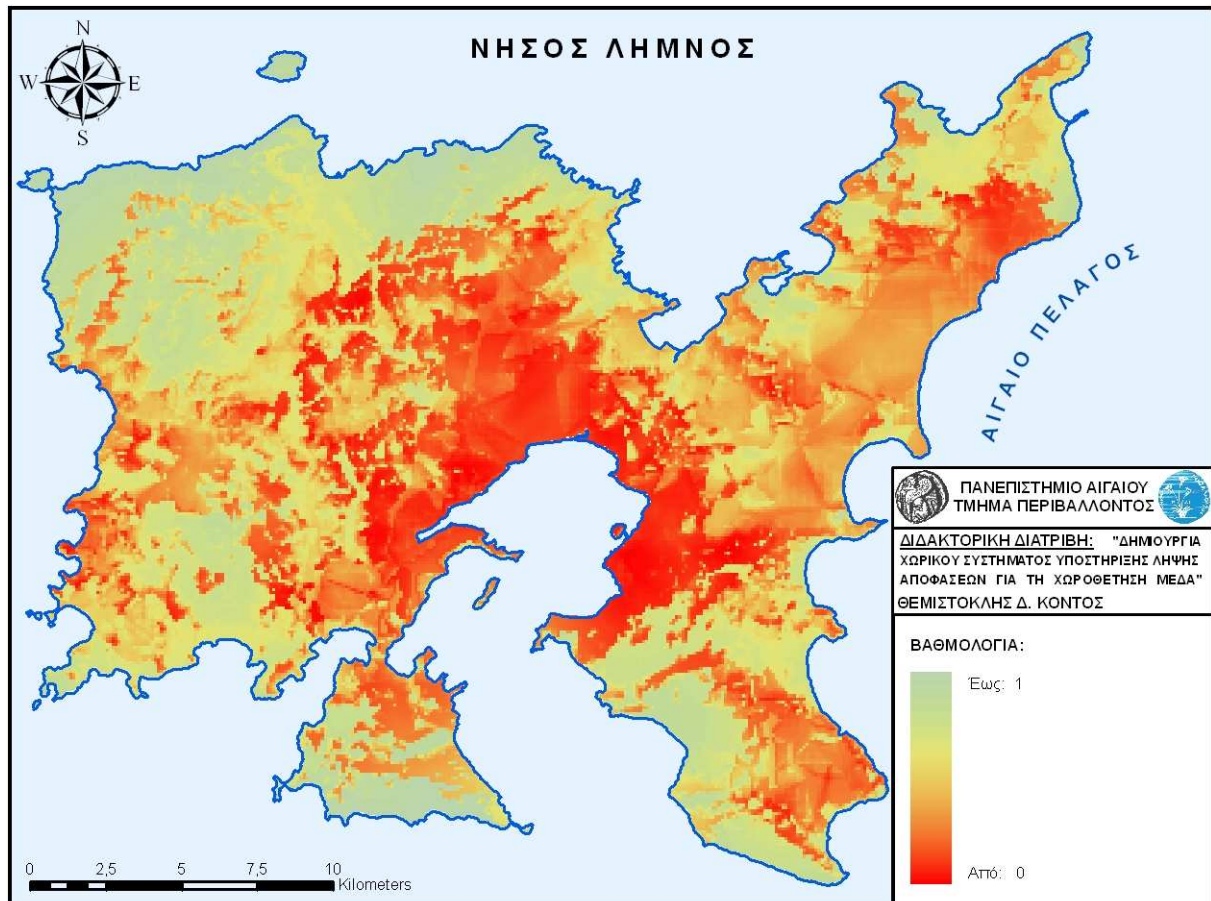 ΝΗΣΟΣ ΛΗΜΝΟΣ
N
W E
S
ΑΙΓΑΙΟ ΠΕΛΑΓΟΣ
ΠΑΝΕΠΙΣΤΗΜΙΟ ΑΙΓΑΙΟΥ
ΤΜΗΜΑ ΠΕΡΙΒΑΛΛΟΝΤΟΣ
ΔΙΔΑΚΤΟΡΙΚΗ ΔΙΑΤΡΙΒΗ: "ΔΗΜΙΟΥΡΓΙΑ
ΧΩΡΙΚΟΥ ΣΥΣΤΗΜΑΤΟΣ ΥΠΟΣΤΗΡΙΞΗΣ ΛΗΨΗΣ
ΑΠΟΦΑΣΕΩΝ ΓΙΑ ΤΗ ΧΩΡΟΘΕΤΗΣΗ ΜΕΔΑ"
ΘΕΜΙΣΤΟΚΛΗΣ Δ. ΚΟΝΤΟΣ
ΒΑΘΜΟΛΟΓΙΑ:
Έως: 1
Από: 0
0 2,5 5 7,5 10
Kilometers